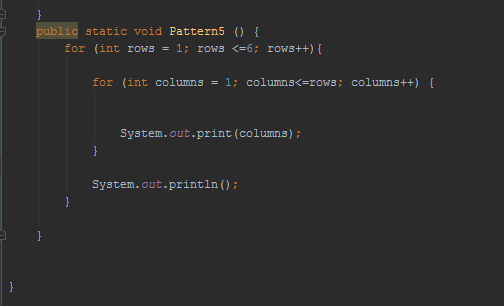 }
public static void Pattern5 () {
for (int rows = 1; rows <=6; rows++){
for (int columns = 1; columns<=rows; columns++) {
System.out.print(columns);
}
System.out.println();
}
}
}